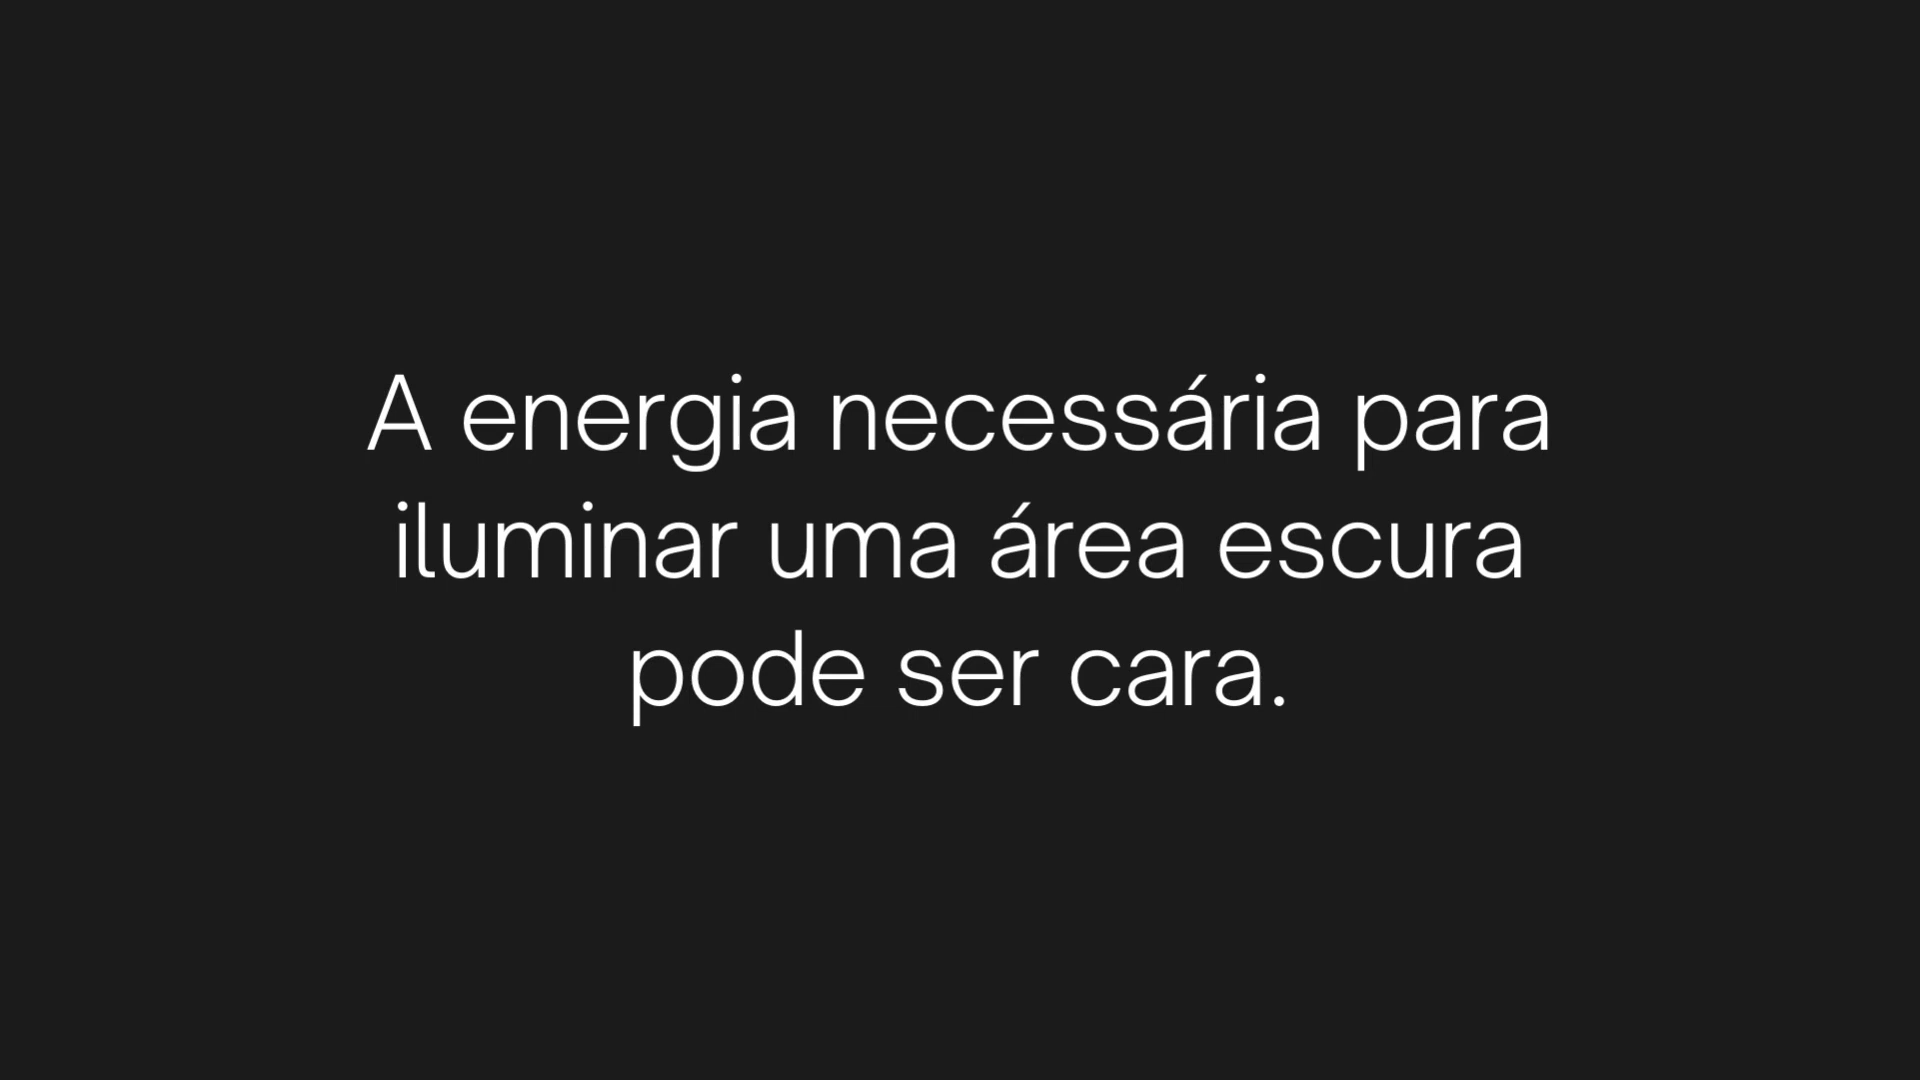 A energia necessária para
iluminar uma área escura
pode ser cara.